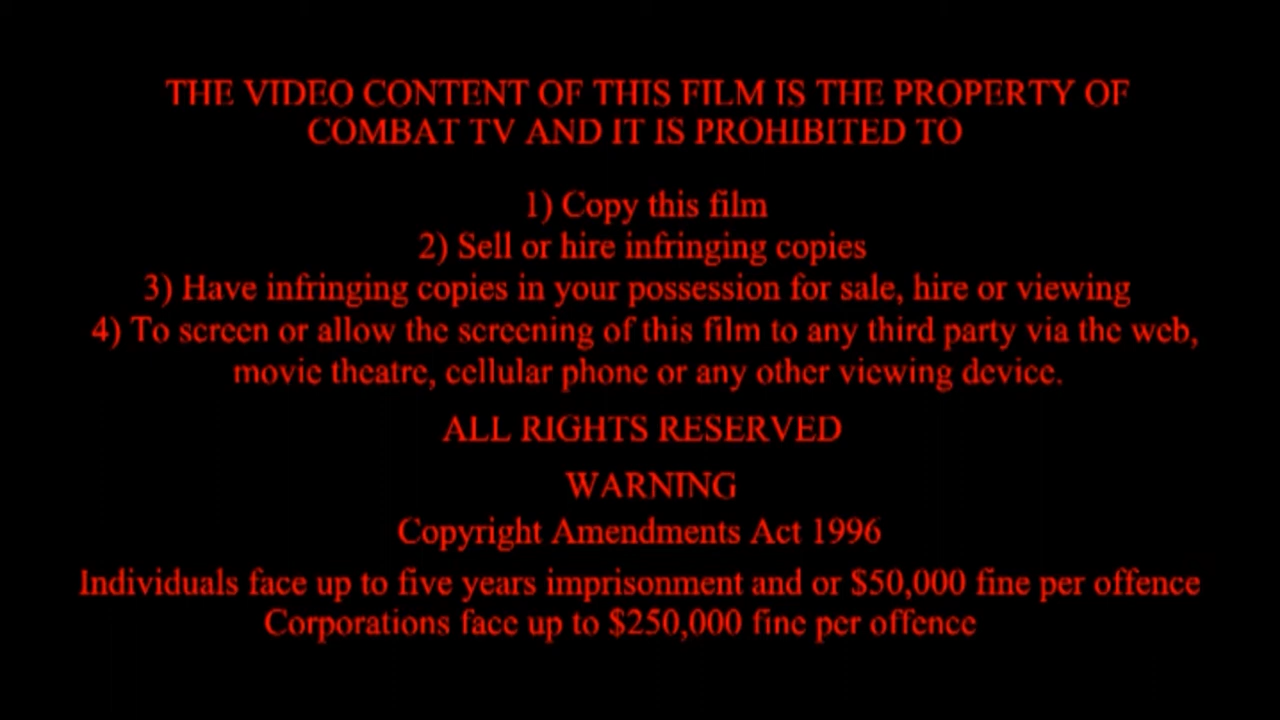 THE VIDEO CONTENT OF THIS FILM IS THE PROPERTY OF
COMBAT TV AND IT IS PROHIBITED TO
1) Copy this film
2) Sell or hire infringing copies
3) Have infringing copies in your possession for sale, hire or viewing
4) To screen or allow the screening of this film to any third party via the web,
movie theatre, cellular phone or any other viewing device.
ALL RIGHTS RESERVED
WARNING
Copyright Amendments Act 1996
Individuals face up to five years imprisonment and or $50,000 fine per offence
Corporations face up to $250,000 fine per offence